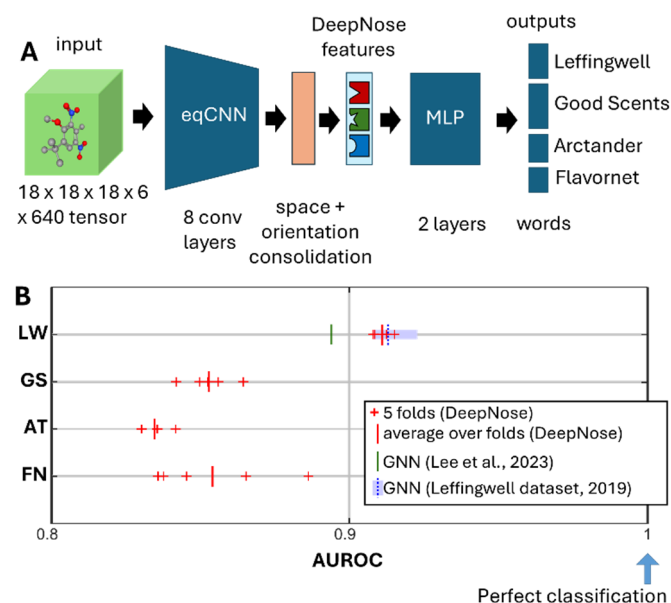 A
input
eqCNN
DeepNose
features
MLP
outputs
Leffingwell
Good Scents
Arctander
Flavornet
18 x 18 x 18 x 6
x 640 tensor
8 conv
layers
space +
orientation
consolidation
2 layers
words
B
LW
GS
AT
FN
+ 5 folds (DeepNose)
average over folds (DeepNose)
GNN (Lee et al., 2023)
GNN (Leffingwell dataset, 2019)
0.8
0.9
1
AUROC
Perfect classification